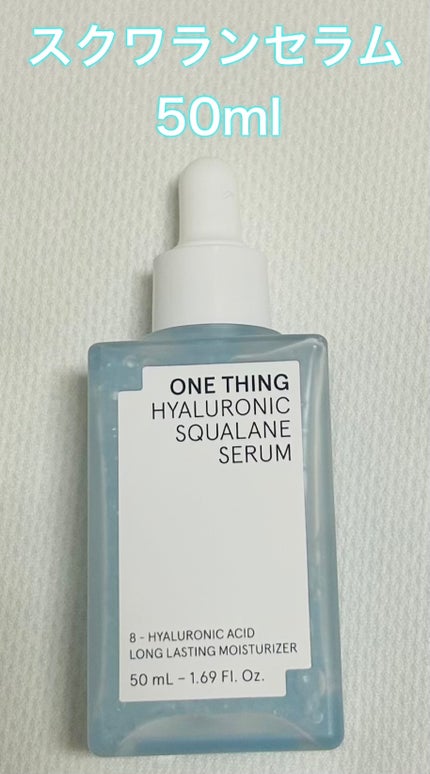 スクワランセラム
50ml
ONE THING
HYALURONIC
SQUALANE
SERUM
8 - HYALURONIC ACID
LONG LASTING MOISTURIZER
50 mL – 1.69 Fl. Oz.